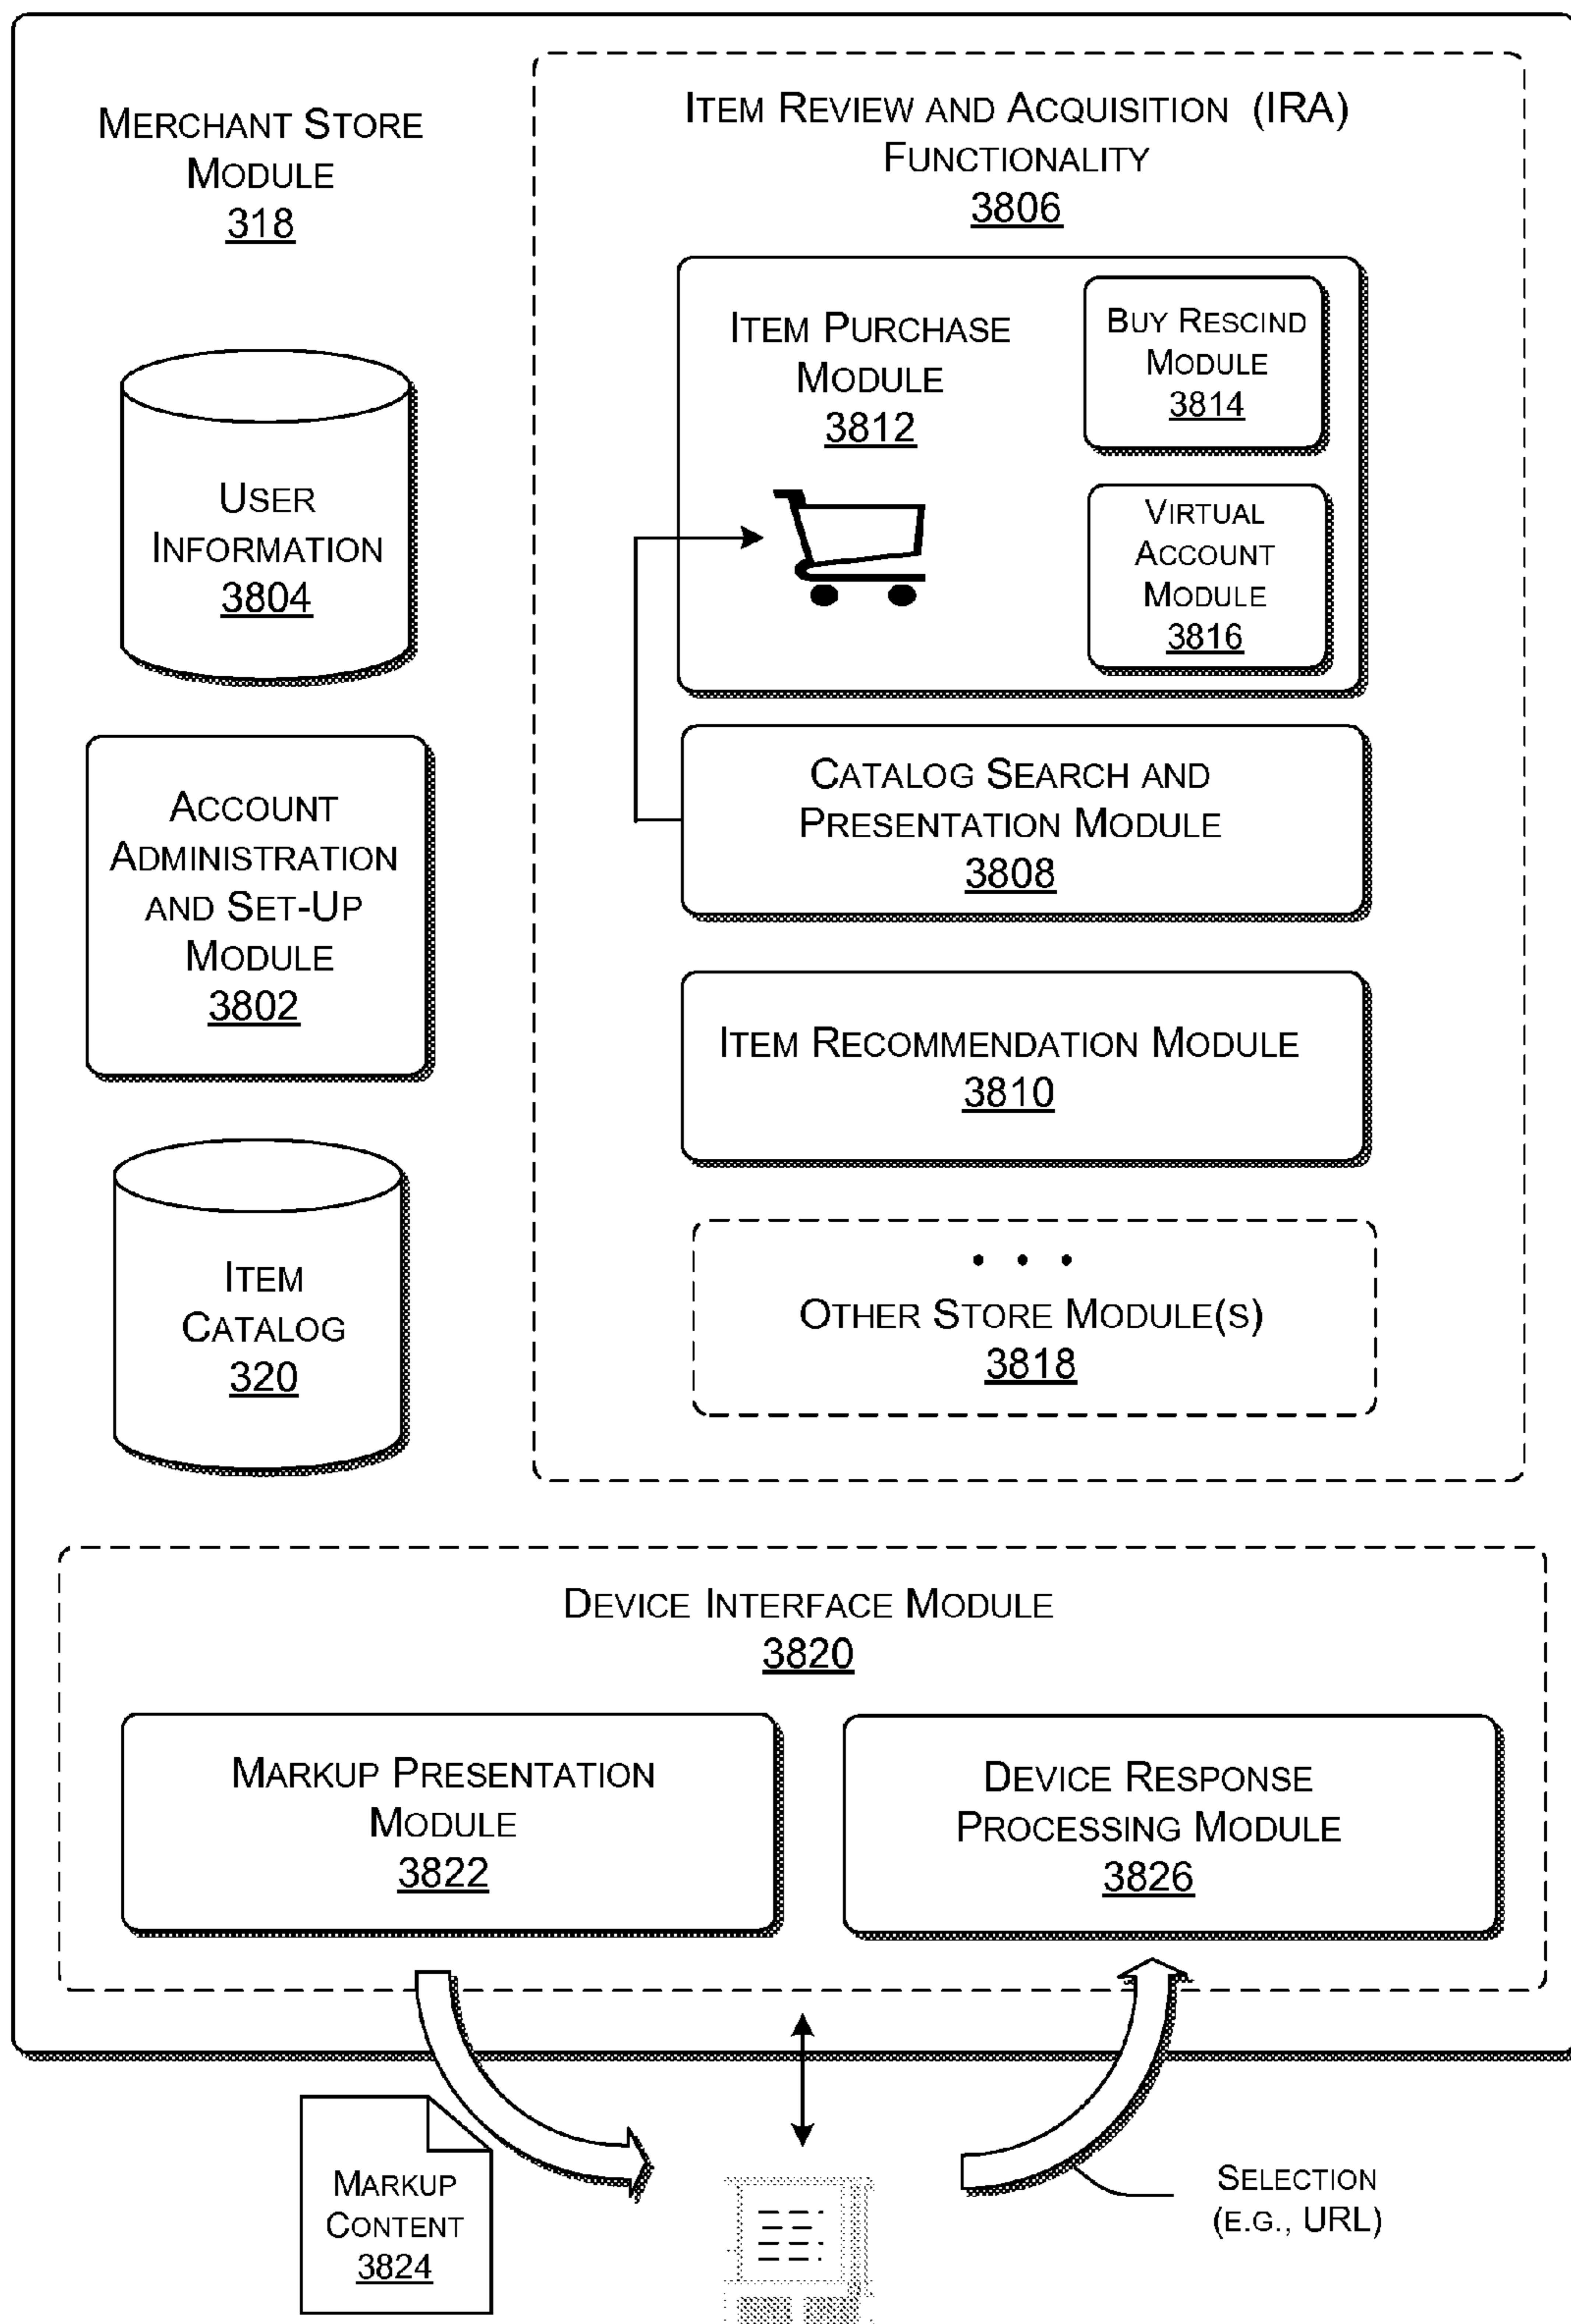 MERCHANT STORE
MODULE
318
USER
INFORMATION
3804
ACCOUNT
ADMINISTRATION
AND SET-UP
MODULE
3802
ITEM
CATALOG
320
ITEM REVIEW AND ACQUISITION (IRA)
FUNCTIONALITY
3806
ITEM PURCHASE
MODULE
3812
BUY RESCIND
MODULE
3814
VIRTUAL
ACCOUNT
MODULE
3816
CATALOG SEARCH AND
PRESENTATION MODULE
3808
ITEM RECOMMENDATION MODULE
3810
• • •
OTHER STORE MODULE(S)
3818
DEVICE INTERFACE MODULE
3820
MARKUP PRESENTATION
MODULE
3822
DEVICE RESPONSE
PROCESSING MODULE
3826
MARKUP
CONTENT
3824
SELECTION
(E.G., URL)